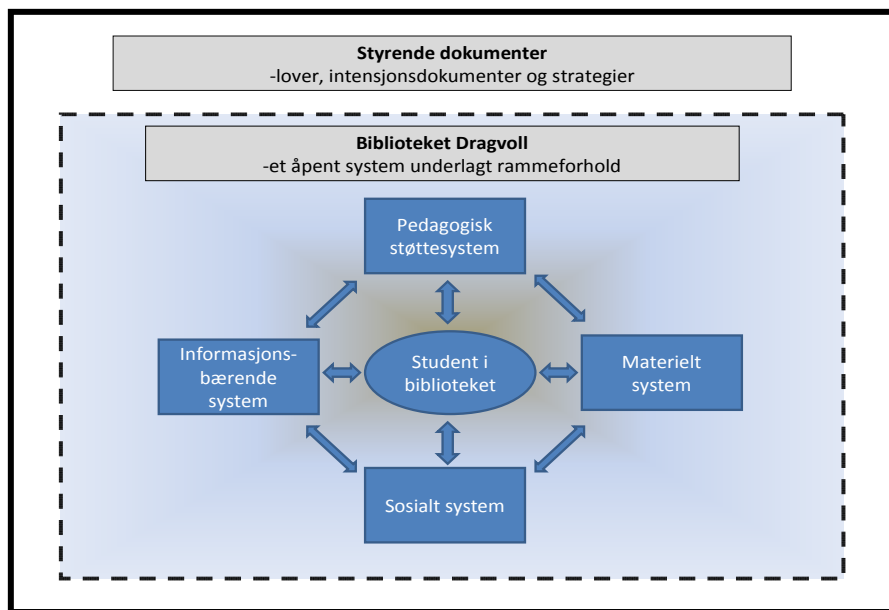 Styrende dokumenter
-lover, intensjonsdokumenter og strategier
Biblioteket Dragvoll
-et åpent system underlagt rammeforhold
Pedagogisk
støttesystem
Informasjons-
bærende
system
Student i
biblioteket
Materielt
system
Sosialt system